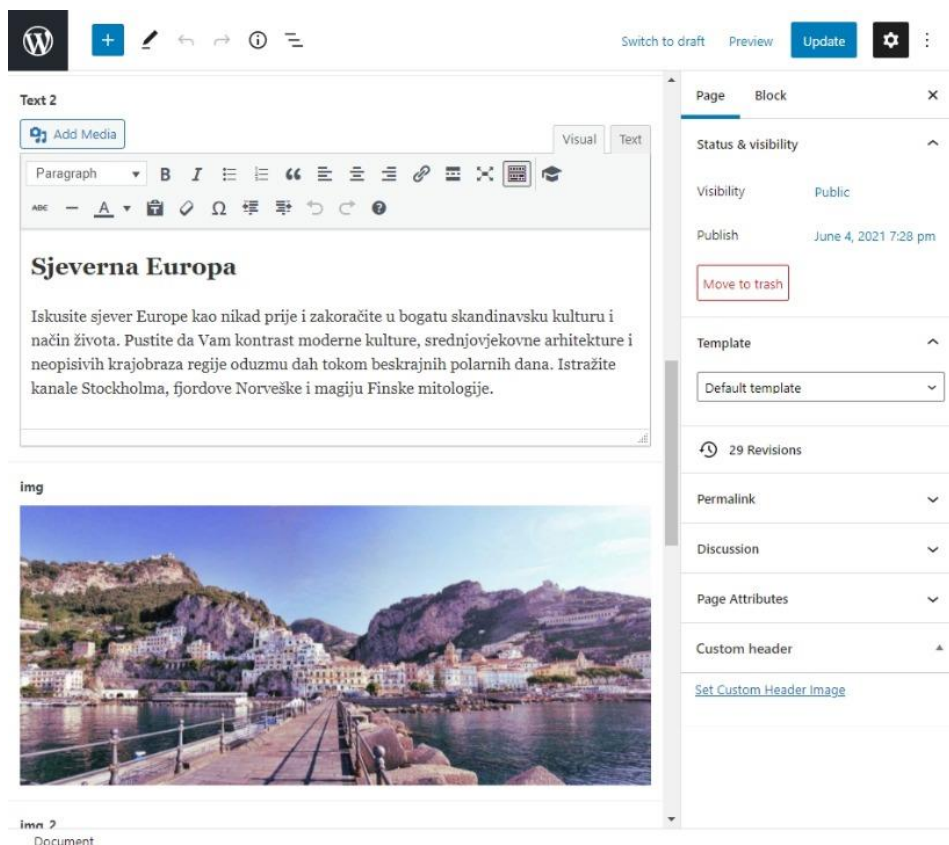 Switch to draft Preview Update
Text 2
Add Media
Visual Text
Paragraph B I
ABC A
Sjeverna Europa
Iskusite sjever Europe kao nikad prije i zakoračite u bogatu skandinavsku kulturu i
način života. Pustite da Vam kontrast moderne kulture, srednjovjekovne arhitekture i
neopisivih krajobraza regije oduzmu dah tokom beskrajnih polarnih dana. Istražite
kanale Stockholma, fjordove Norveške i magiju Finske mitologije.
img
img 2
Document
Page Block
Status & visibility
Visibility Public
Publish June 4, 2021 7:28 pm
Move to trash
Template
Default template
29 Revisions
Permalink
Discussion
Page Attributes
Custom header
Set Custom Header Image